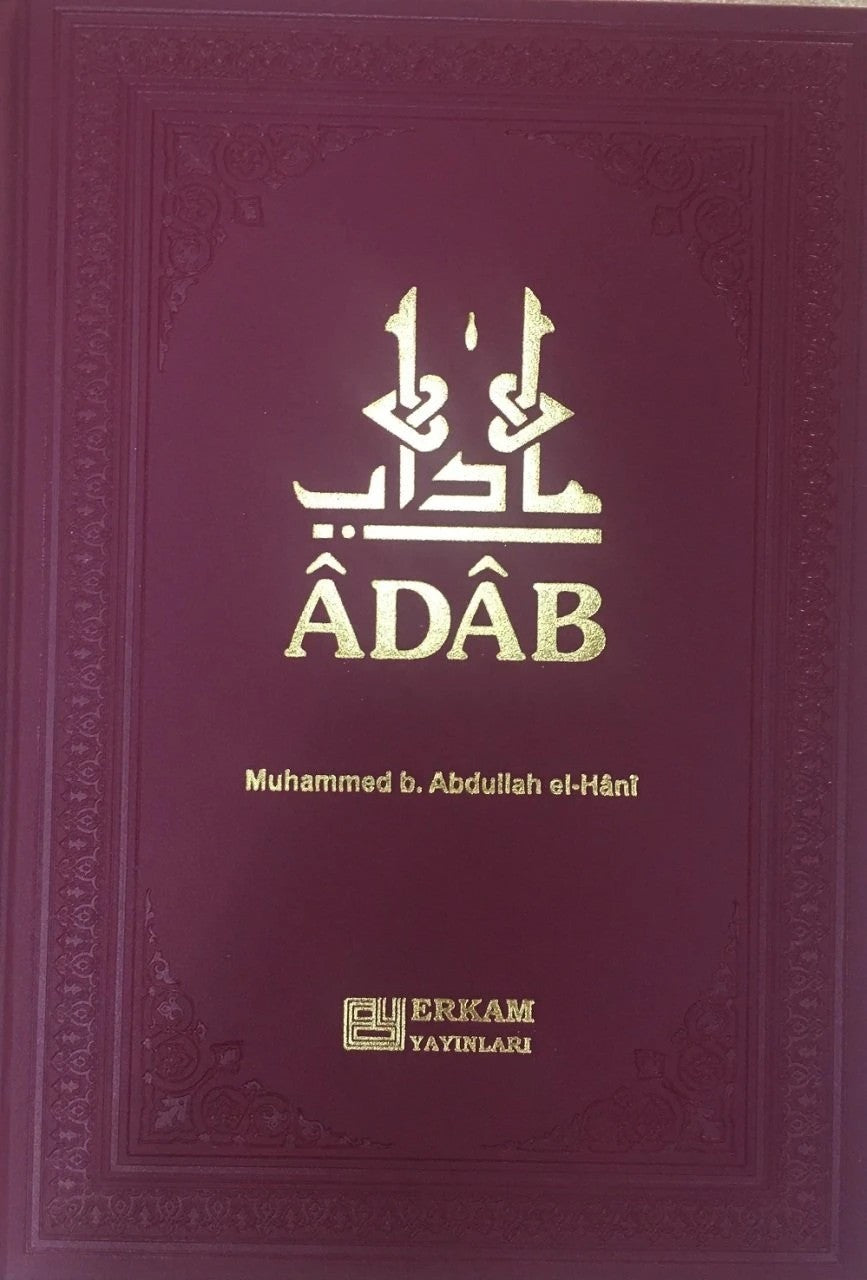 آداب
ÂDÂB
Muhammed b. Abdullah el-Hânî
ERKAM
YAYINLARI